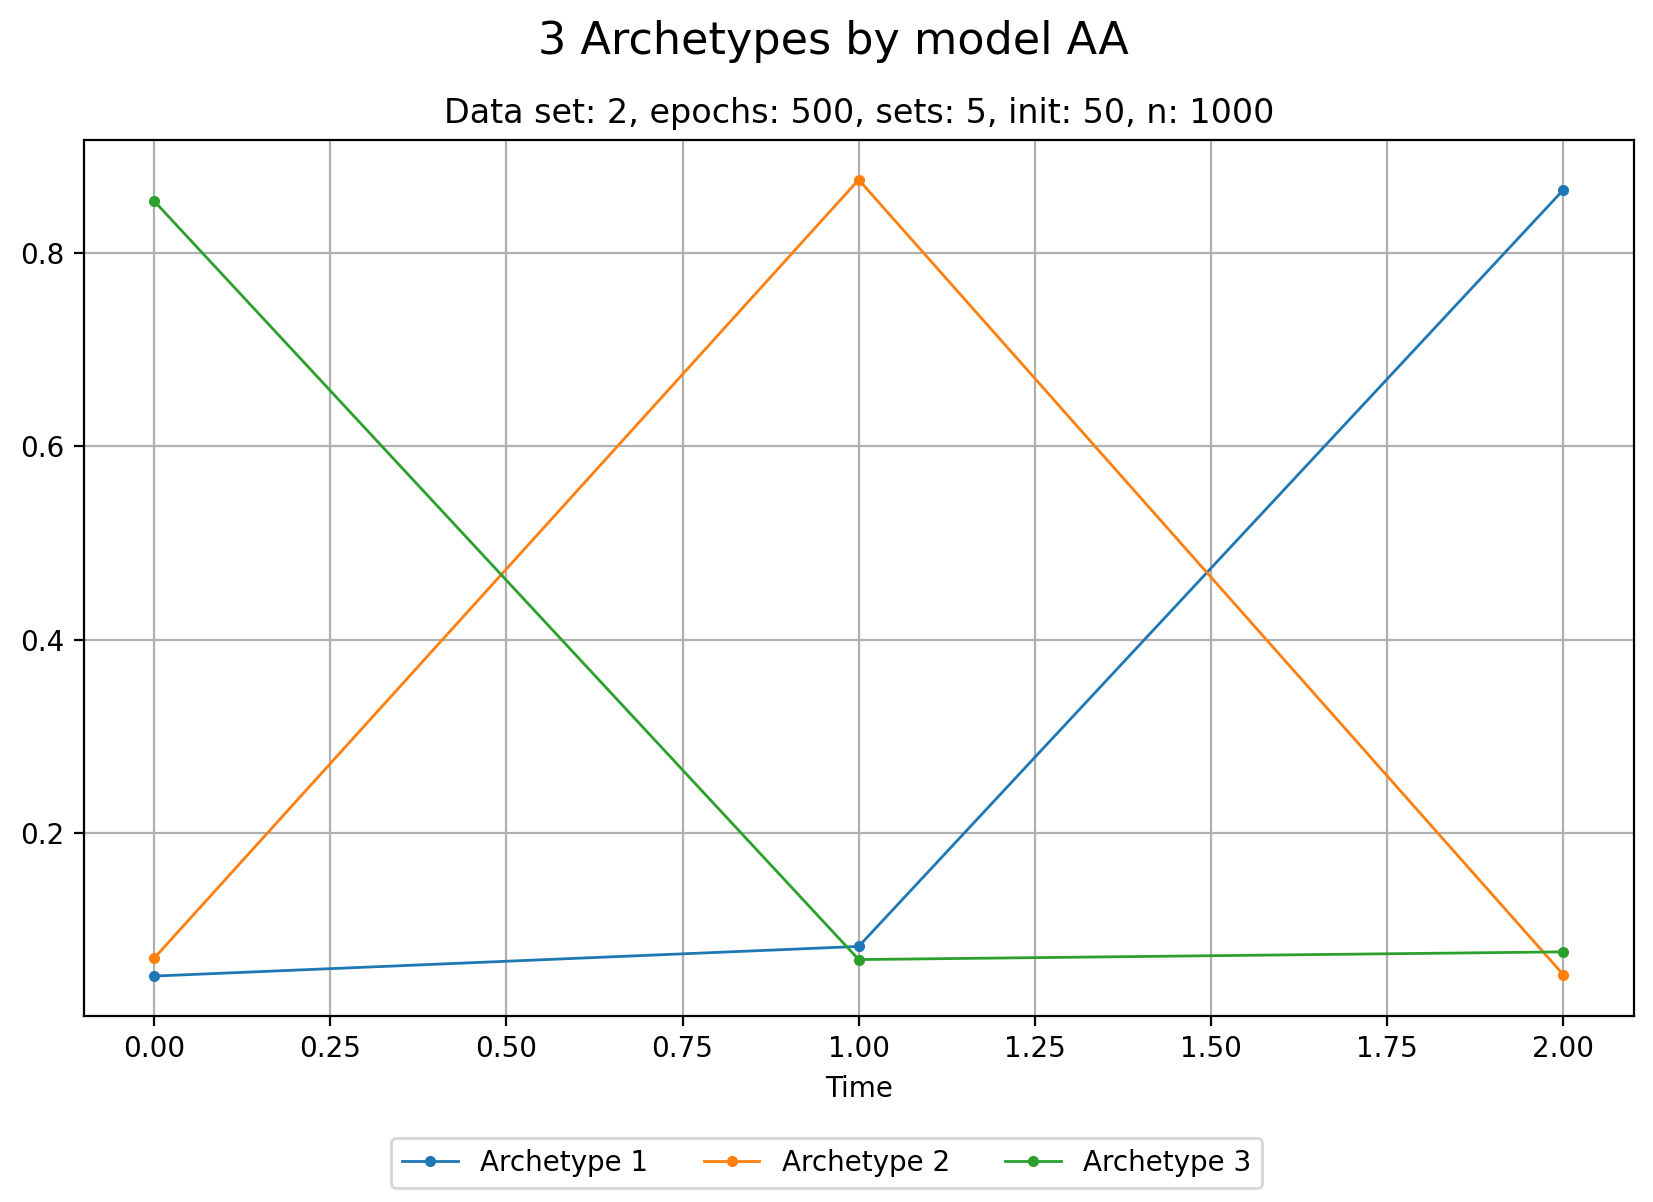 3 Archetypes by model AA
Data set: 2, epochs: 500, sets: 5, init: 50, n: 1000
0.8
0.6
0.4
0.2
0.00 0.25 0.50 0.75 1.00 1.25 1.50 1.75 2.00
Time
Archetype 1 Archetype 2 Archetype 3